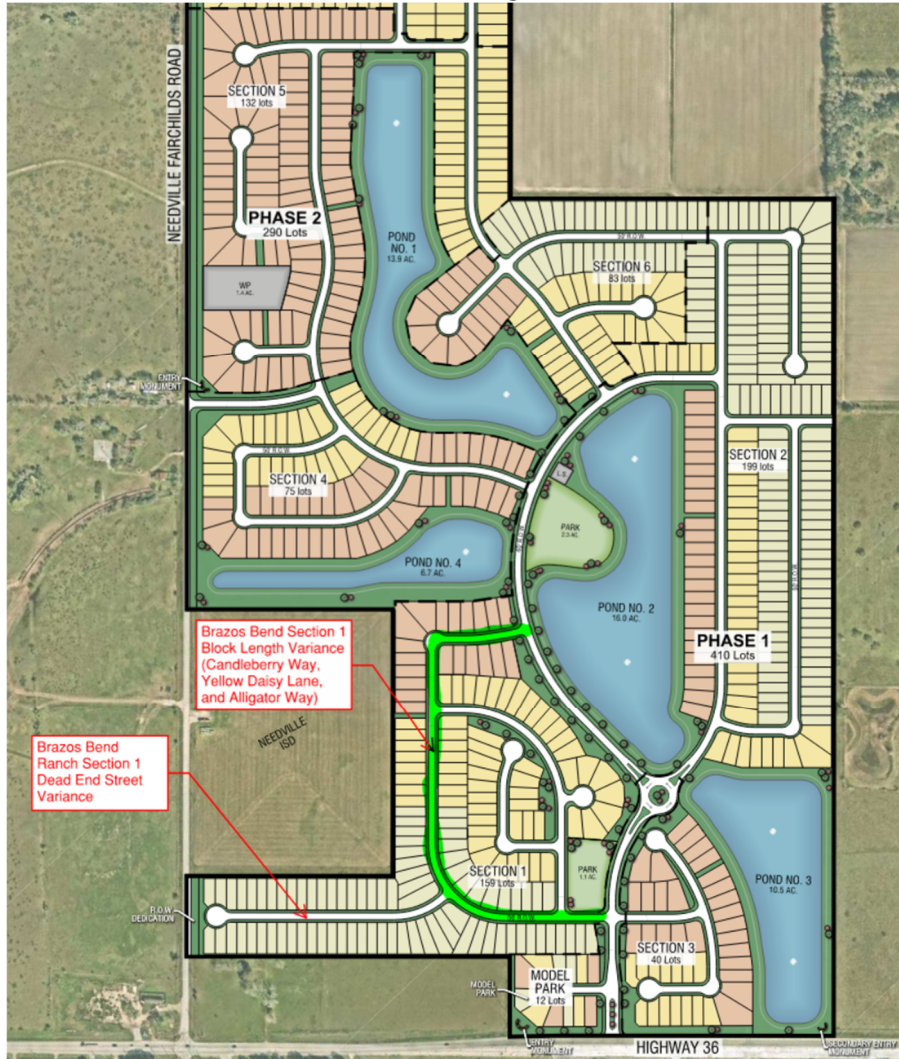 NEEDVILLE FAIRCHILDS ROAD
SECTION 5
132 lots
PHASE 2
290 Lots
POND
NO. 1
13.9 AC.
50' R.O.W.
SECTION 6
83 lots
WP
1.4 AC.
ENTRY
MONUMENT
50' R.O.W.
SECTION 4
75 lots
SECTION 2
199 lots
L.S.
PARK
2.3 AC.
60' R.O.W.
POND NO. 4
6.7 AC.
50' R.O.W.
POND NO. 2
16.0 AC.
PHASE 1
410 Lots
Brazos Bend Section 1
Block Length Variance
(Candleberry Way,
Yellow Daisy Lane,
and Alligator Way)
NEEDVILLE
ISD
Brazos Bend
Ranch Section 1
Dead End Street
Variance
SECTION 1
159 Lots
PARK
1.1 AC.
POND NO. 3
10.5 AC.
R.O.W.
DEDICATION
50' R.O.W.
SECTION 3
40 Lots
MODEL
PARK
12 Lots
MODEL
PARK
ENTRY
MONUMENT
HIGHWAY 36
SECONDARY ENTRY
MONUMENT